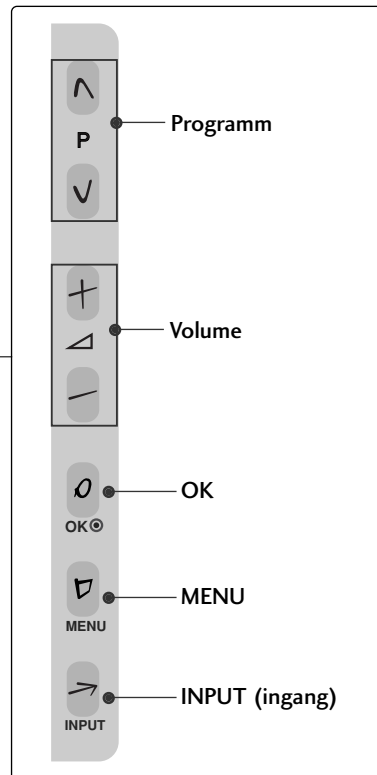 P
Programm
Volume
OK
OK
MENU
MENU
INPUT (ingang)
INPUT